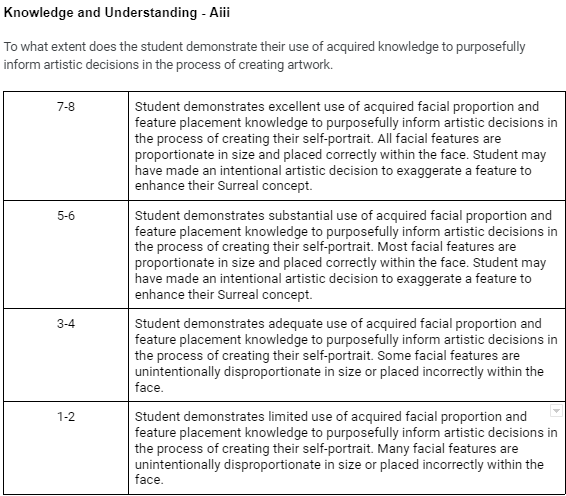 Knowledge and Understanding - Aiii
To what extent does the student demonstrate their use of acquired knowledge to purposefully
inform artistic decisions in the process of creating artwork.
7-8
Student demonstrates excellent use of acquired facial proportion and
feature placement knowledge to purposefully inform artistic decisions in
the process of creating their self-portrait. All facial features are
proportionate in size and placed correctly within the face. Student may
have made an intentional artistic decision to exaggerate a feature to
enhance their Surreal concept.
5-6
Student demonstrates substantial use of acquired facial proportion and
feature placement knowledge to purposefully inform artistic decisions in
the process of creating their self-portrait. Most facial features are
proportionate in size and placed correctly within the face. Student may
have made an intentional artistic decision to exaggerate a feature to
enhance their Surreal concept.
3-4
Student demonstrates adequate use of acquired facial proportion and
feature placement knowledge to purposefully inform artistic decisions in
the process of creating their self-portrait. Some facial features are
unintentionally disproportionate in size or placed incorrectly within the
face.
1-2
Student demonstrates limited use of acquired facial proportion and
feature placement knowledge to purposefully inform artistic decisions in
the process of creating their self-portrait. Many facial features are
unintentionally disproportionate in size or placed incorrectly within the
face.